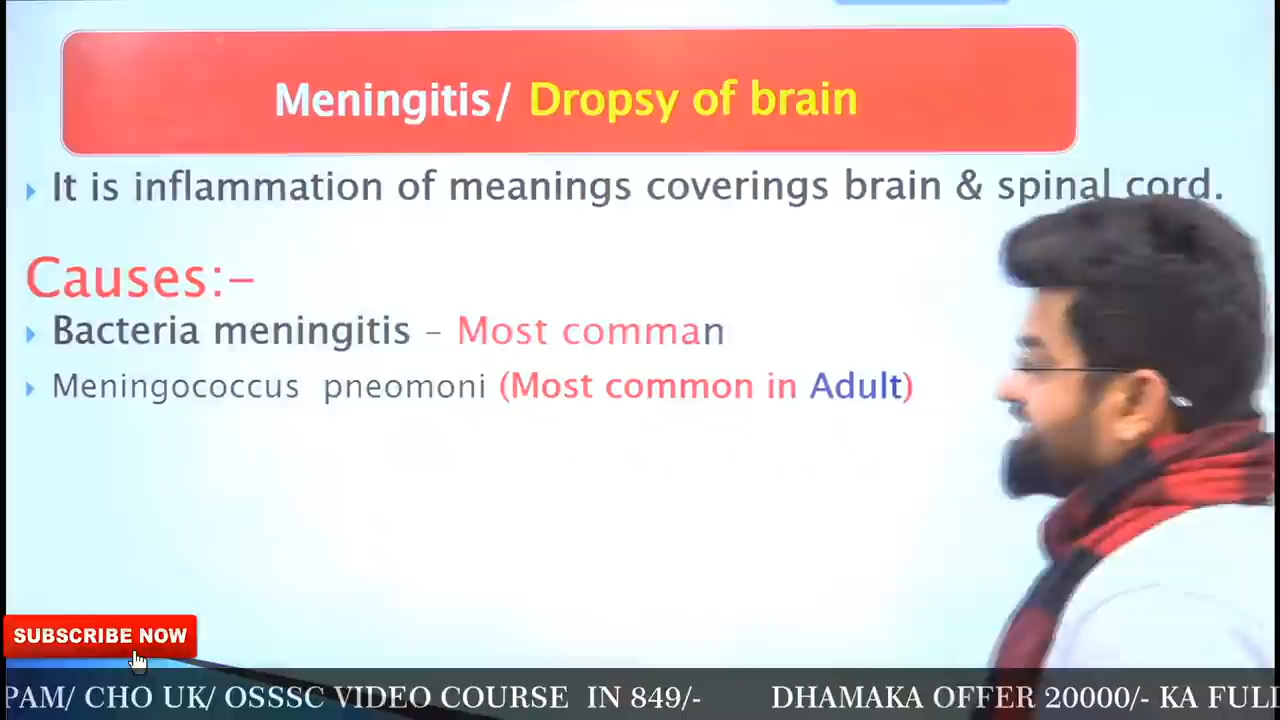 Meningitis/ Dropsy of brain
It is inflammation of meanings coverings brain & spinal cord.
Causes:–
Bacteria meningitis – Most comman
Meningococcus pneomoni (Most common in Adult)
SUBSCRIBE NOW
PAM/ CHO UK/ OSSSC VIDEO COURSE IN 849/- DHAMAKA OFFER 20000/- KA FULL